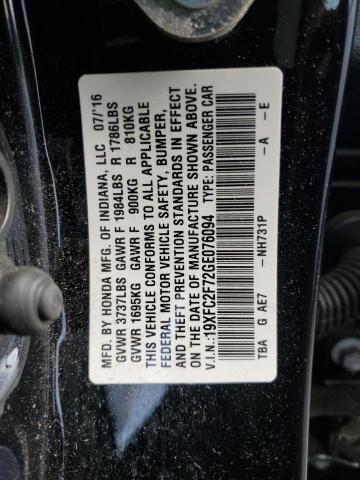 MFD. BY HONDA MFG. OF INDIANA, LLC 07/16
GVWR 3737LBS GAWR F 1984LBS R 1786LBS
GVWR 1695KG GAWR F 900KG R 810KG
THIS VEHICLE CONFORMS TO ALL APPLICABLE
FEDERAL MOTOR VEHICLE SAFETY, BUMPER,
AND THEFT PREVENTION STANDARDS IN EFFECT
ON THE DATE OF MANUFACTURE SHOWN ABOVE.
V.I.N.:19XFC2F72GE076094 TYPE: PASSENGER CAR
TBA G AE7 -NH731P -A -E